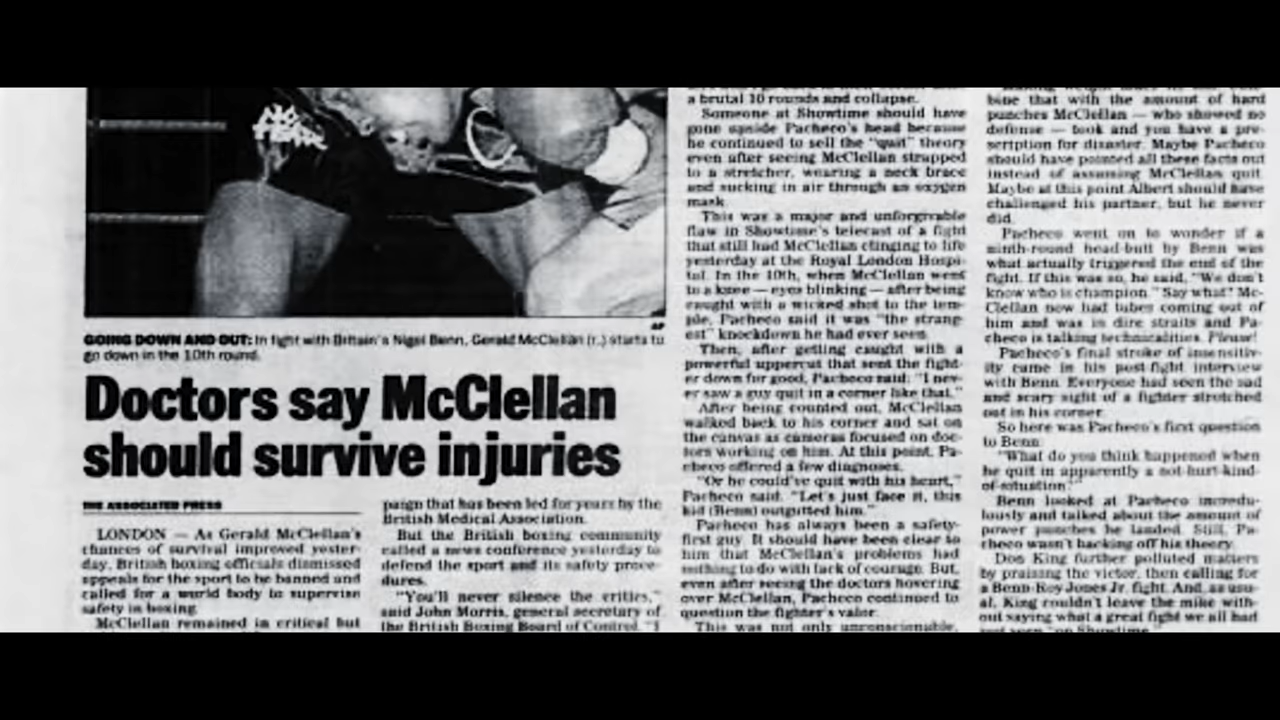 AP
GOING DOWN AND OUT: In fight with Britain's Nigel Benn, Gerald McClellan (r.) starts to
go down in the 10th round.
Doctors say McClellan
should survive injuries
THE ASSOCIATED PRESS
LONDON — As Gerald McClellan's
chances of survival improved yester-
day, British boxing officials dismissed
appeals for the sport to be banned and
called for a world body to supervise
safety in boxing.
McClellan remained in critical but
paign that has been led for years by the
British Medical Association.
But the British boxing community
called a news conference yesterday to
defend the sport and its safety proce-
dures.
"You'll never silence the critics,"
said John Morris, general secretary of
the British Boxing Board of Control. "I
a brutal 10 rounds and collapse.
Someone at Showtime should have
gone upside Pacheco's head because
he continued to sell the "quit" theory
even after seeing McClellan strapped
to a stretcher, wearing a neck brace
and sucking in air through an oxygen
mask.
This was a major and unforgivable
flaw in Showtime's telecast of a fight
that still had McClellan clinging to life
yesterday at the Royal London Hospi-
tal. In the 10th, when McClellan went
to a knee — eyes blinking — after being
caught with a wicked shot to the tem-
ple, Pacheco said it was "the strang-
est" knockdown he had ever seen.
Then, after getting caught with a
powerful uppercut that sent the fight-
er down for good, Pacheco said: "I nev-
er saw a guy quit in a corner like that."
After being counted out, McClellan
walked back to his corner and sat on
the canvas as cameras focused on doc-
tors working on him. At this point, Pa-
checo offered a few diagnoses.
"Or he could've quit with his heart,"
Pacheco said. "Let's just face it, this
kid (Benn) outgutted him."
Pacheco has always been a safety-
first guy. It should have been clear to
him that McClellan's problems had
nothing to do with lack of courage. But,
even after seeing the doctors hovering
over McClellan, Pacheco continued to
question the fighter's valor.
This was not only unconscionable,
bine that with the amount of hard
punches McClellan — who showed no
defense — took and you have a pre-
scription for disaster. Maybe Pacheco
should have pointed all these facts out
instead of assuming McClellan quit.
Maybe at this point Albert should have
challenged his partner, but he never
did.
Pacheco went on to wonder if a
ninth-round head-butt by Benn was
what actually triggered the end of the
fight. If this was so, he said, "We don't
know who is champion." Say what? Mc-
Clellan now had tubes coming out of
him and was in dire straits and Pa-
checo is talking technicalities. Please!
Pacheco's final stroke of insensitiv-
ity came in his post-fight interview
with Benn. Everyone had seen the sad
and scary sight of a fighter stretched
out in his corner.
So here was Pacheco's first question
to Benn:
"What do you think happened when
he quit in apparently a not-hurt-kind-
of-situation?"
Benn looked at Pacheco incredu-
lously and talked about the amount of
power punches he landed. Still, Pa-
checo wasn't backing off his theory.
Don King further polluted matters
by praising the victor, then calling for
a Benn-Roy Jones Jr. fight. And, as usu-
al, King couldn't leave the mike with-
out saying what a great fight we all had